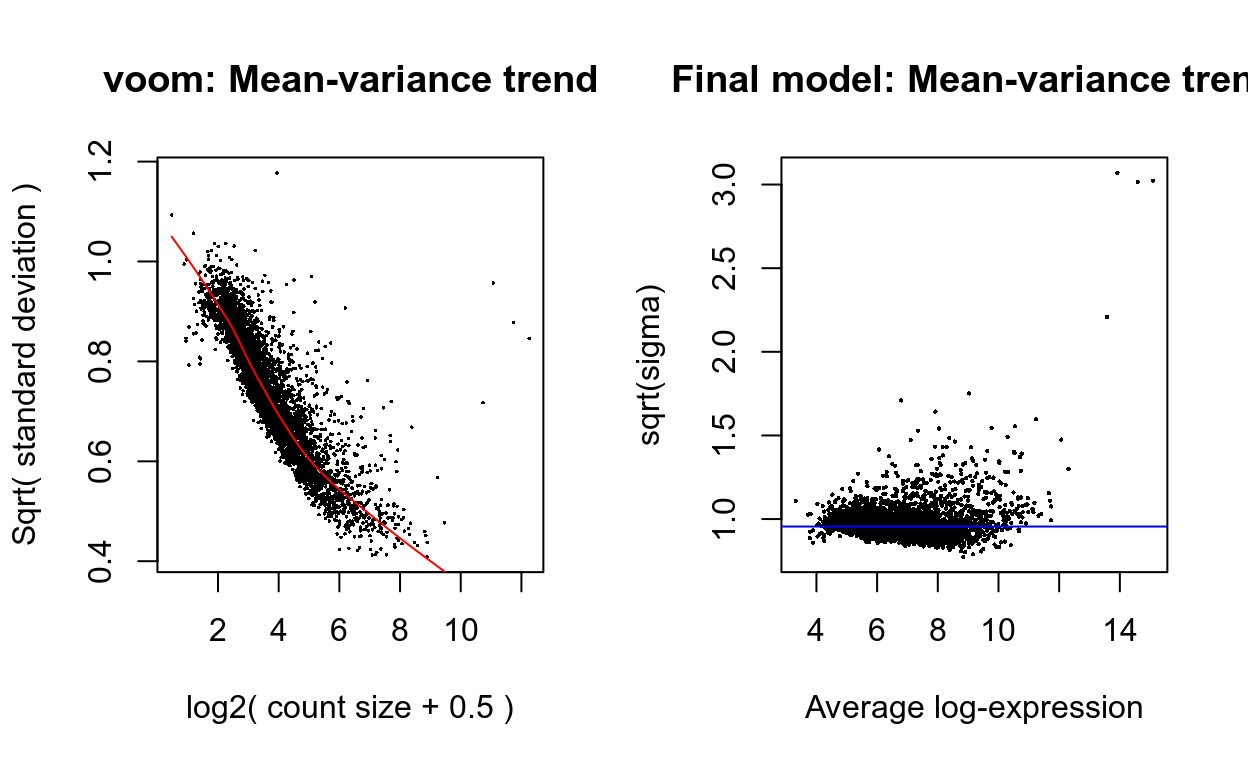 voom: Mean-variance trend
Sqrt( standard deviation )
1.2
1.0
0.8
0.6
0.4
2 4 6 8 10
log2( count size + 0.5 )
Final model: Mean-variance tren
sqrt(sigma)
3.0
2.5
2.0
1.5
1.0
4 6 8 10 14
Average log-expression